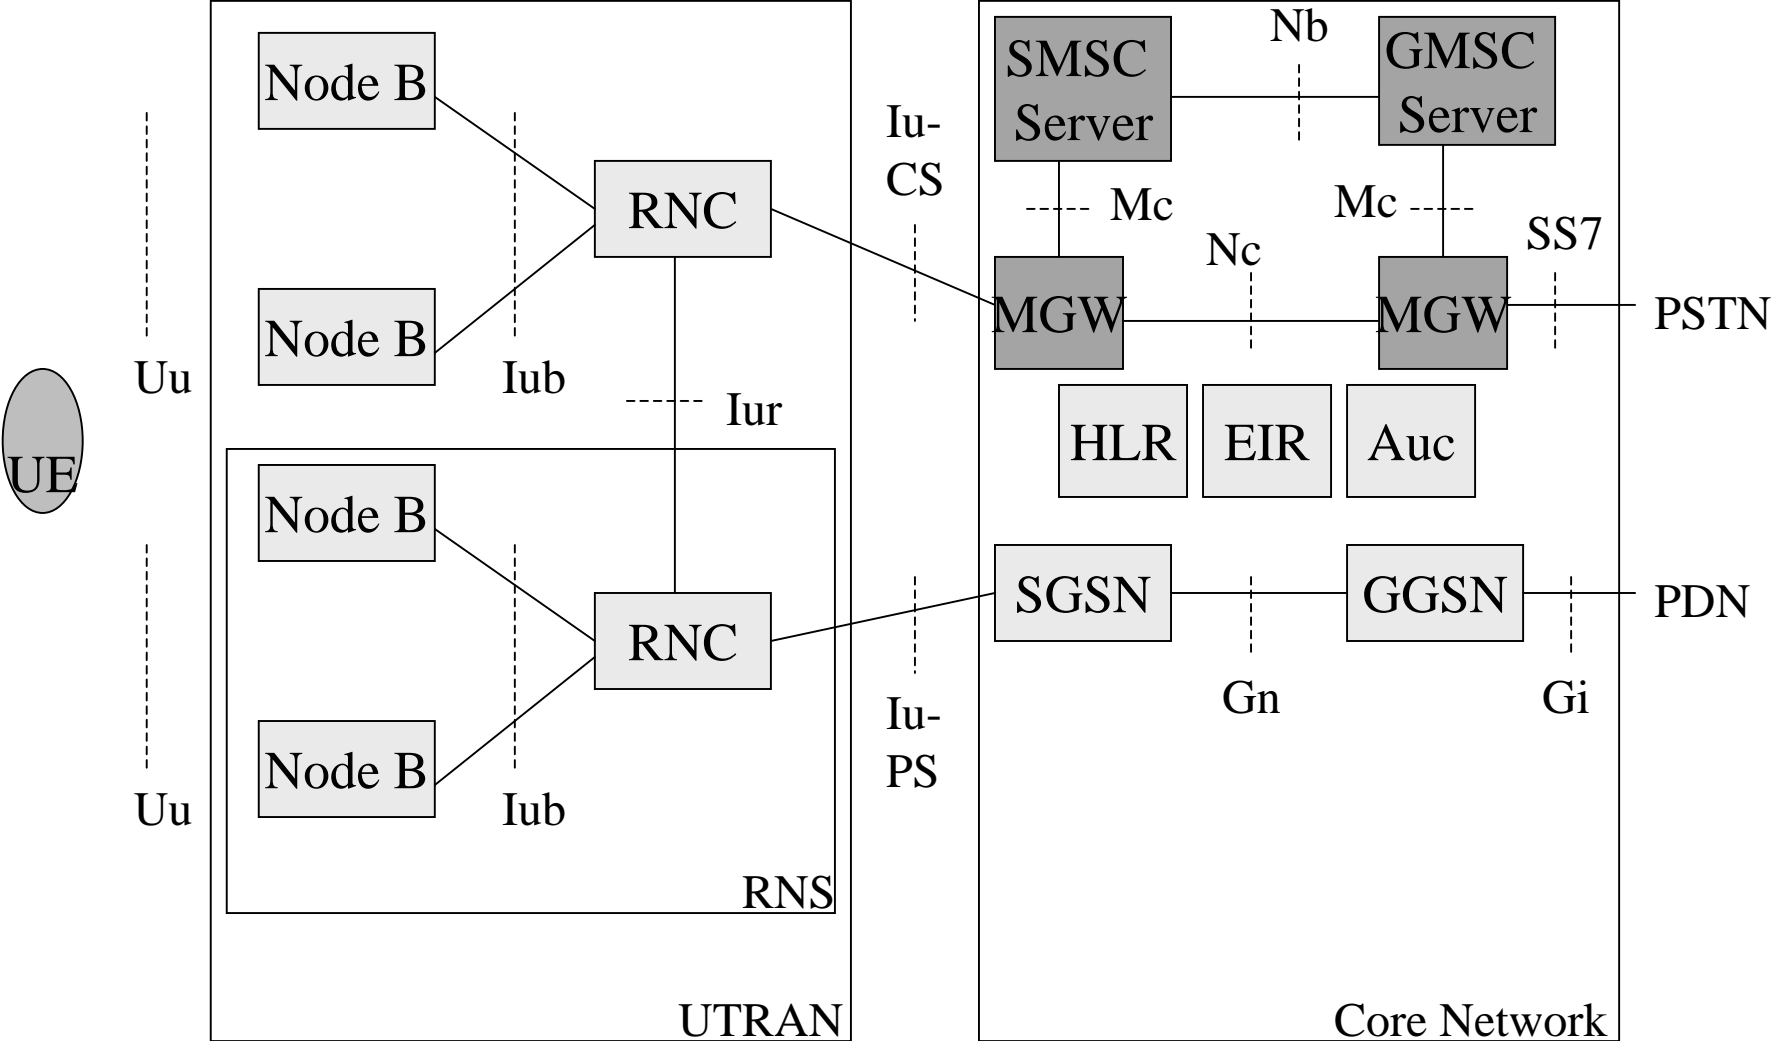 UE
Uu
Uu
Node B
Node B
Iub
RNC
Iur
Node B
Node B
Iub
RNC
RNS
UTRAN
Iu-
CS
Iu-
PS
SMSC
Server
Nb
GMSC
Server
Mc
Mc
Nc
SS7
MGW
MGW
PSTN
HLR
EIR
Auc
SGSN
GGSN
PDN
Gn
Gi
Core Network